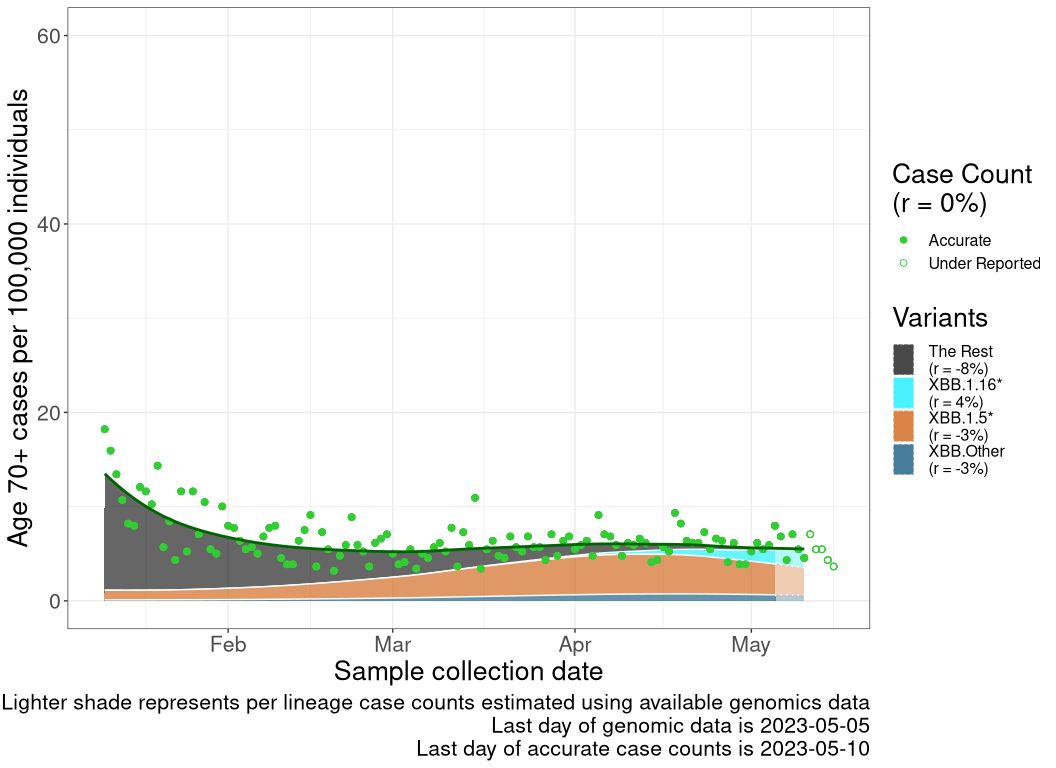 Age 70+ cases per 100,000 individuals
60
40
20
0
Feb
Mar
Apr
May
Sample collection date
Lighter shade represents per lineage case counts estimated using available genomics data
Last day of genomic data is 2023-05-05
Last day of accurate case counts is 2023-05-10
Case Count
(r = 0%)
Accurate
Under Reported
Variants
The Rest
(r = -8%)
XBB.1.16*
(r = 4%)
XBB.1.5*
(r = -3%)
XBB.Other
(r = -3%)